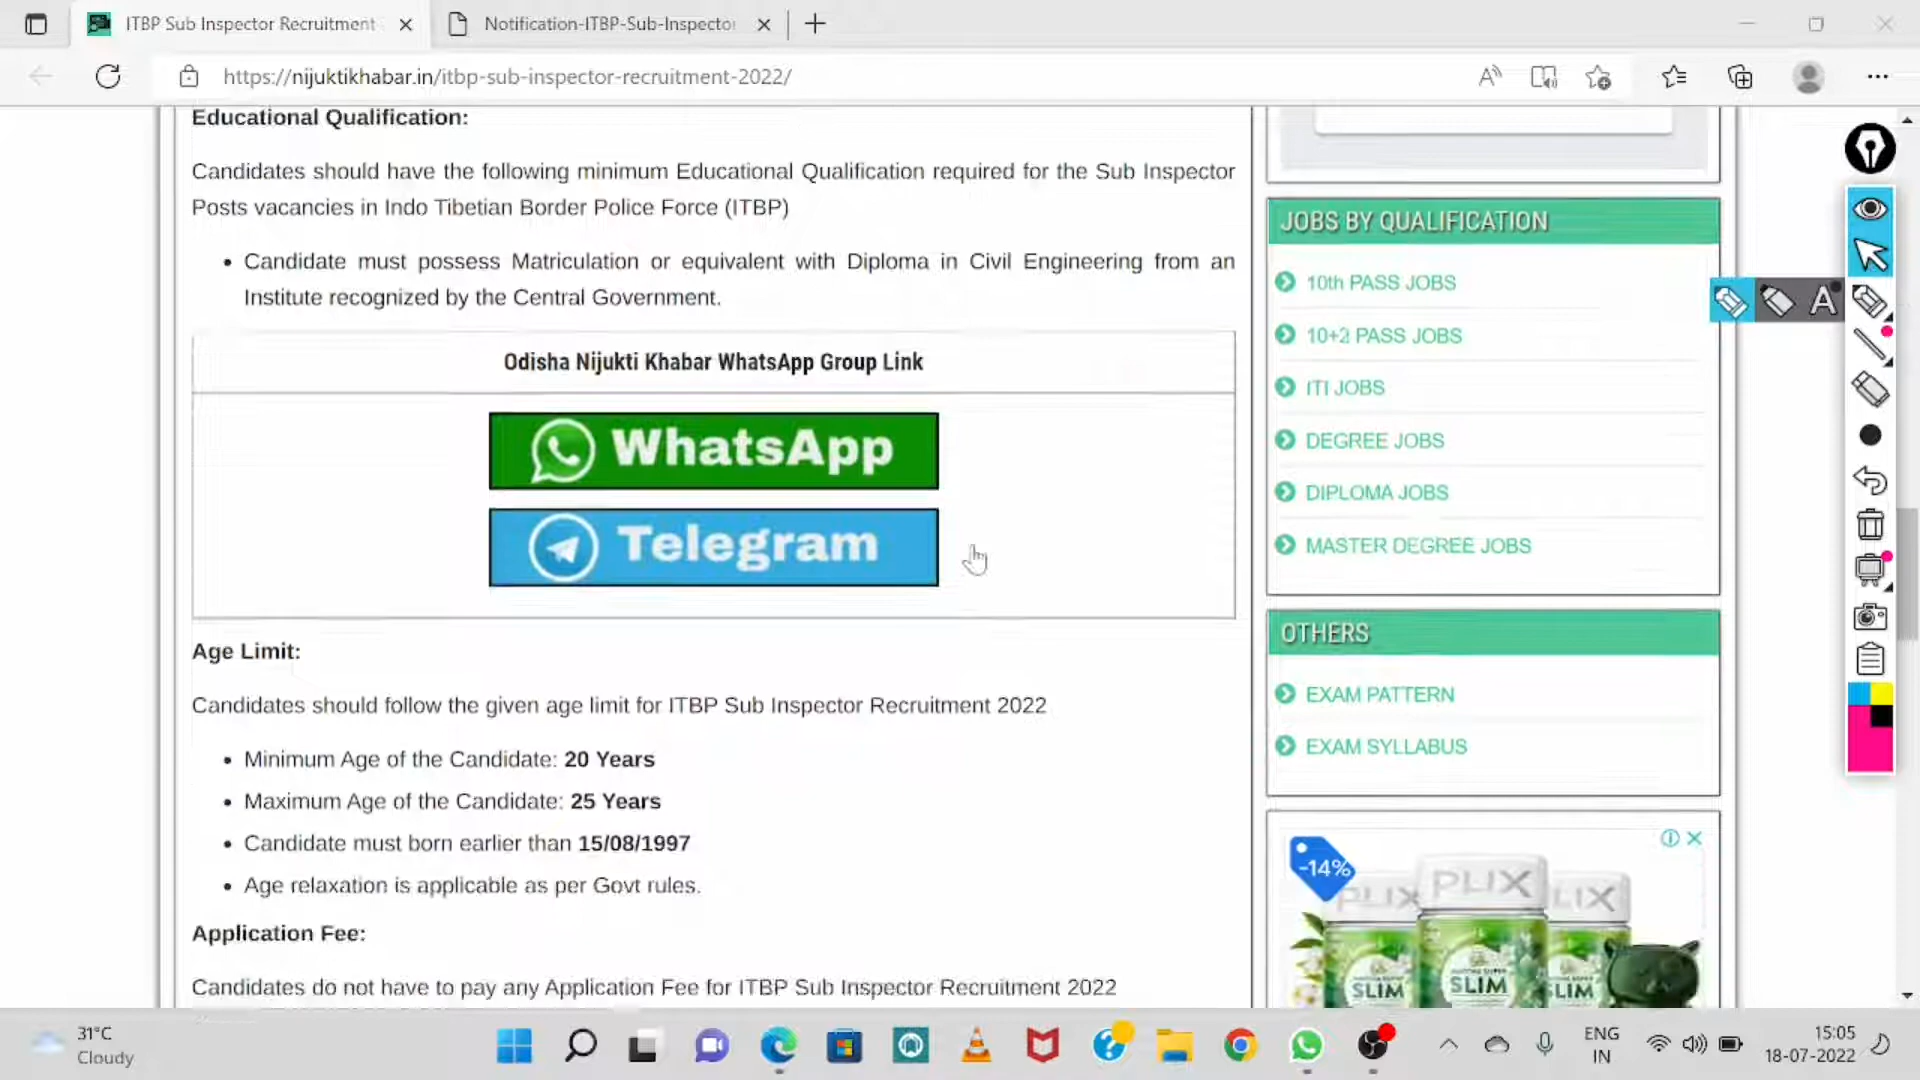 ITBP Sub Inspector Recruitment
Notification-ITBP-Sub-Inspector
https://nijuktikhabar.in/itbp-sub-inspector-recruitment-2022/
Educational Qualification:
Candidates should have the following minimum Educational Qualification required for the Sub Inspector
Posts vacancies in Indo Tibetian Border Police Force (ITBP)
• Candidate must possess Matriculation or equivalent with Diploma in Civil Engineering from an
Institute recognized by the Central Government.
Odisha Nijukti Khabar WhatsApp Group Link
WhatsApp
Telegram
Age Limit:
Candidates should follow the given age limit for ITBP Sub Inspector Recruitment 2022
• Minimum Age of the Candidate: 20 Years
• Maximum Age of the Candidate: 25 Years
• Candidate must born earlier than 15/08/1997
• Age relaxation is applicable as per Govt rules.
Application Fee:
Candidates do not have to pay any Application Fee for ITBP Sub Inspector Recruitment 2022
JOBS BY QUALIFICATION
10th PASS JOBS
10+2 PASS JOBS
ITI JOBS
DEGREE JOBS
DIPLOMA JOBS
MASTER DEGREE JOBS
OTHERS
EXAM PATTERN
EXAM SYLLABUS
-14%
PLIX
PLIX
LIX
SLIM
SLIM
SLIM
A
31°C
Cloudy
ENG
IN
15:05
18-07-2022